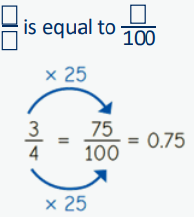 □/□ is equal to □/100
× 25
3/4 = 75/100 = 0.75
× 25